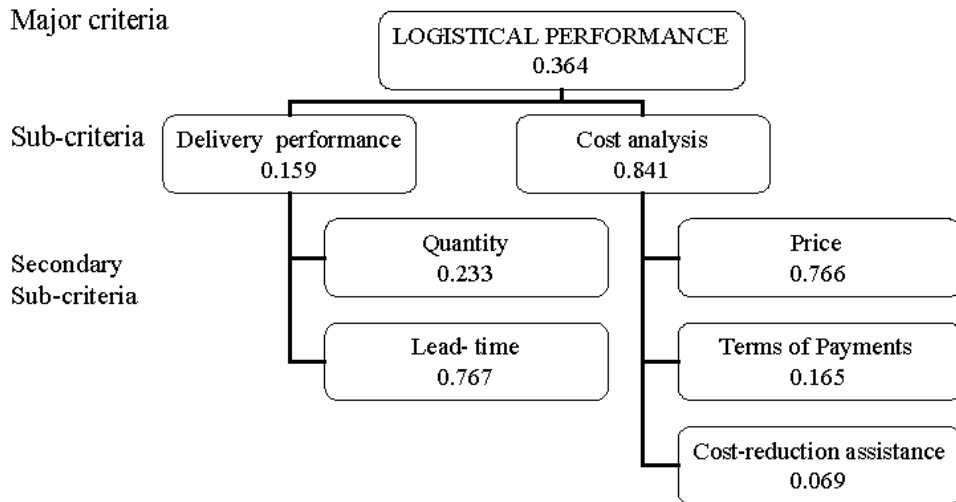 Major criteria
LOGISTICAL PERFORMANCE
0.364
Sub-criteria
Delivery performance
0.159
Cost analysis
0.841
Secondary
Sub-criteria
Quantity
0.233
Price
0.766
Lead- time
0.767
Terms of Payments
0.165
Cost-reduction assistance
0.069